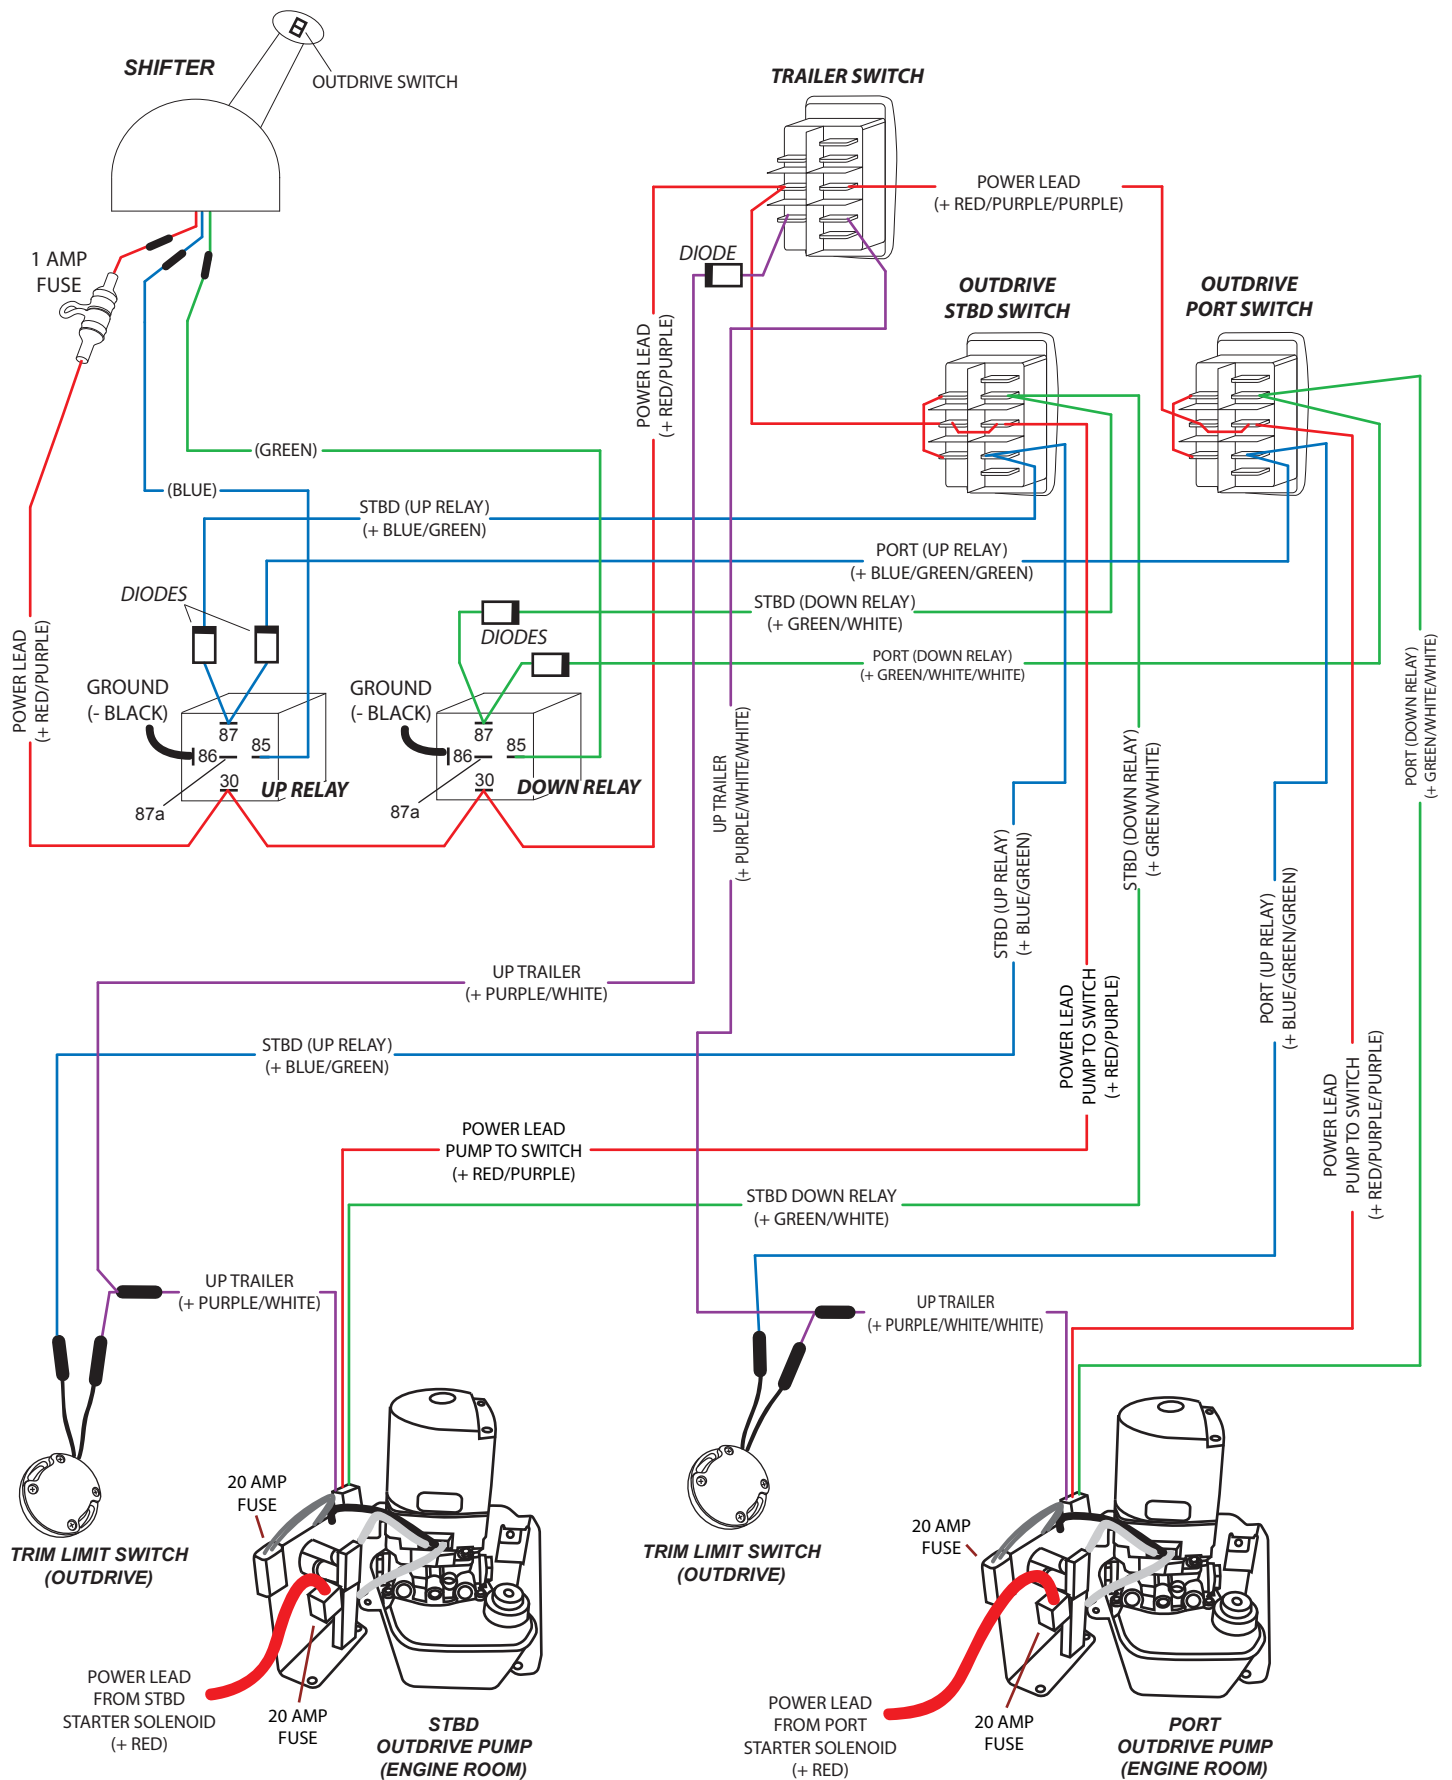 SHIFTER
OUTDRIVE SWITCH
TRAILER SWITCH
POWER LEAD
(+ RED/PURPLE/PURPLE)
1 AMP
FUSE
DIODE
OUTDRIVE
STBD SWITCH
OUTDRIVE
PORT SWITCH
POWER LEAD
(+ RED/PURPLE)
(GREEN)
(BLUE)
STBD (UP RELAY)
(+ BLUE/GREEN)
PORT (UP RELAY)
(+ BLUE/GREEN/GREEN)
DIODES
STBD (DOWN RELAY)
(+ GREEN/WHITE)
DIODES
PORT (DOWN RELAY)
(+ GREEN/WHITE/WHITE)
POWER LEAD
(+ RED/PURPLE)
GROUND
(- BLACK)
87
86
85
30
87a
UP RELAY
GROUND
(- BLACK)
87
86
85
30
87a
DOWN RELAY
UP TRAILER
(+ PURPLE/WHITE/WHITE)
STBD (DOWN RELAY)
(+ GREEN/WHITE)
PORT (DOWN RELAY)
(+ GREEN/WHITE/WHITE)
STBD (UP RELAY)
(+ BLUE/GREEN)
PORT (UP RELAY)
(+ BLUE/GREEN/GREEN)
UP TRAILER
(+ PURPLE/WHITE)
POWER LEAD
PUMP TO SWITCH
(+ RED/PURPLE)
STBD (UP RELAY)
(+ BLUE/GREEN)
POWER LEAD
PUMP TO SWITCH
(+ RED/PURPLE/PURPLE)
POWER LEAD
PUMP TO SWITCH
(+ RED/PURPLE)
STBD DOWN RELAY
(+ GREEN/WHITE)
UP TRAILER
(+ PURPLE/WHITE)
UP TRAILER
(+ PURPLE/WHITE/WHITE)
20 AMP
FUSE
TRIM LIMIT SWITCH
(OUTDRIVE)
20 AMP
FUSE
TRIM LIMIT SWITCH
(OUTDRIVE)
POWER LEAD
FROM STBD
STARTER SOLENOID
(+ RED)
20 AMP
FUSE
STBD
OUTDRIVE PUMP
(ENGINE ROOM)
POWER LEAD
FROM PORT
STARTER SOLENOID
(+ RED)
20 AMP
FUSE
PORT
OUTDRIVE PUMP
(ENGINE ROOM)